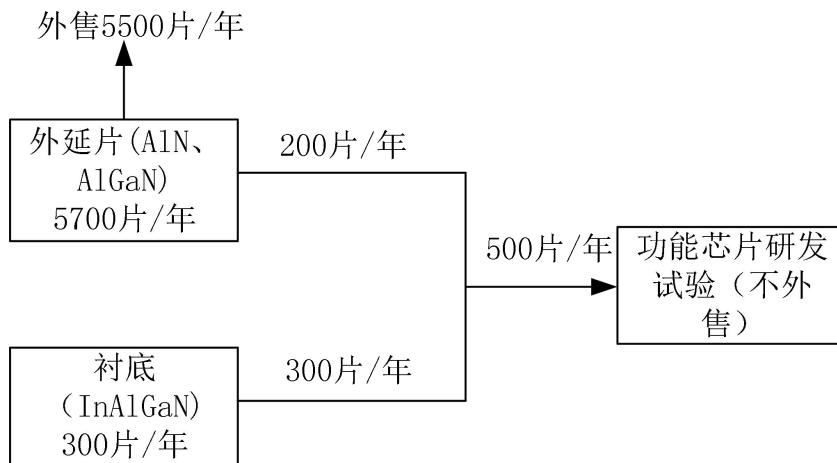 外售5500片/年
外延片(AlN、
AlGaN)
5700片/年
200片/年
500片/年
功能芯片研发
试验（不外
售）
衬底
（InAlGaN)
300片/年
300片/年